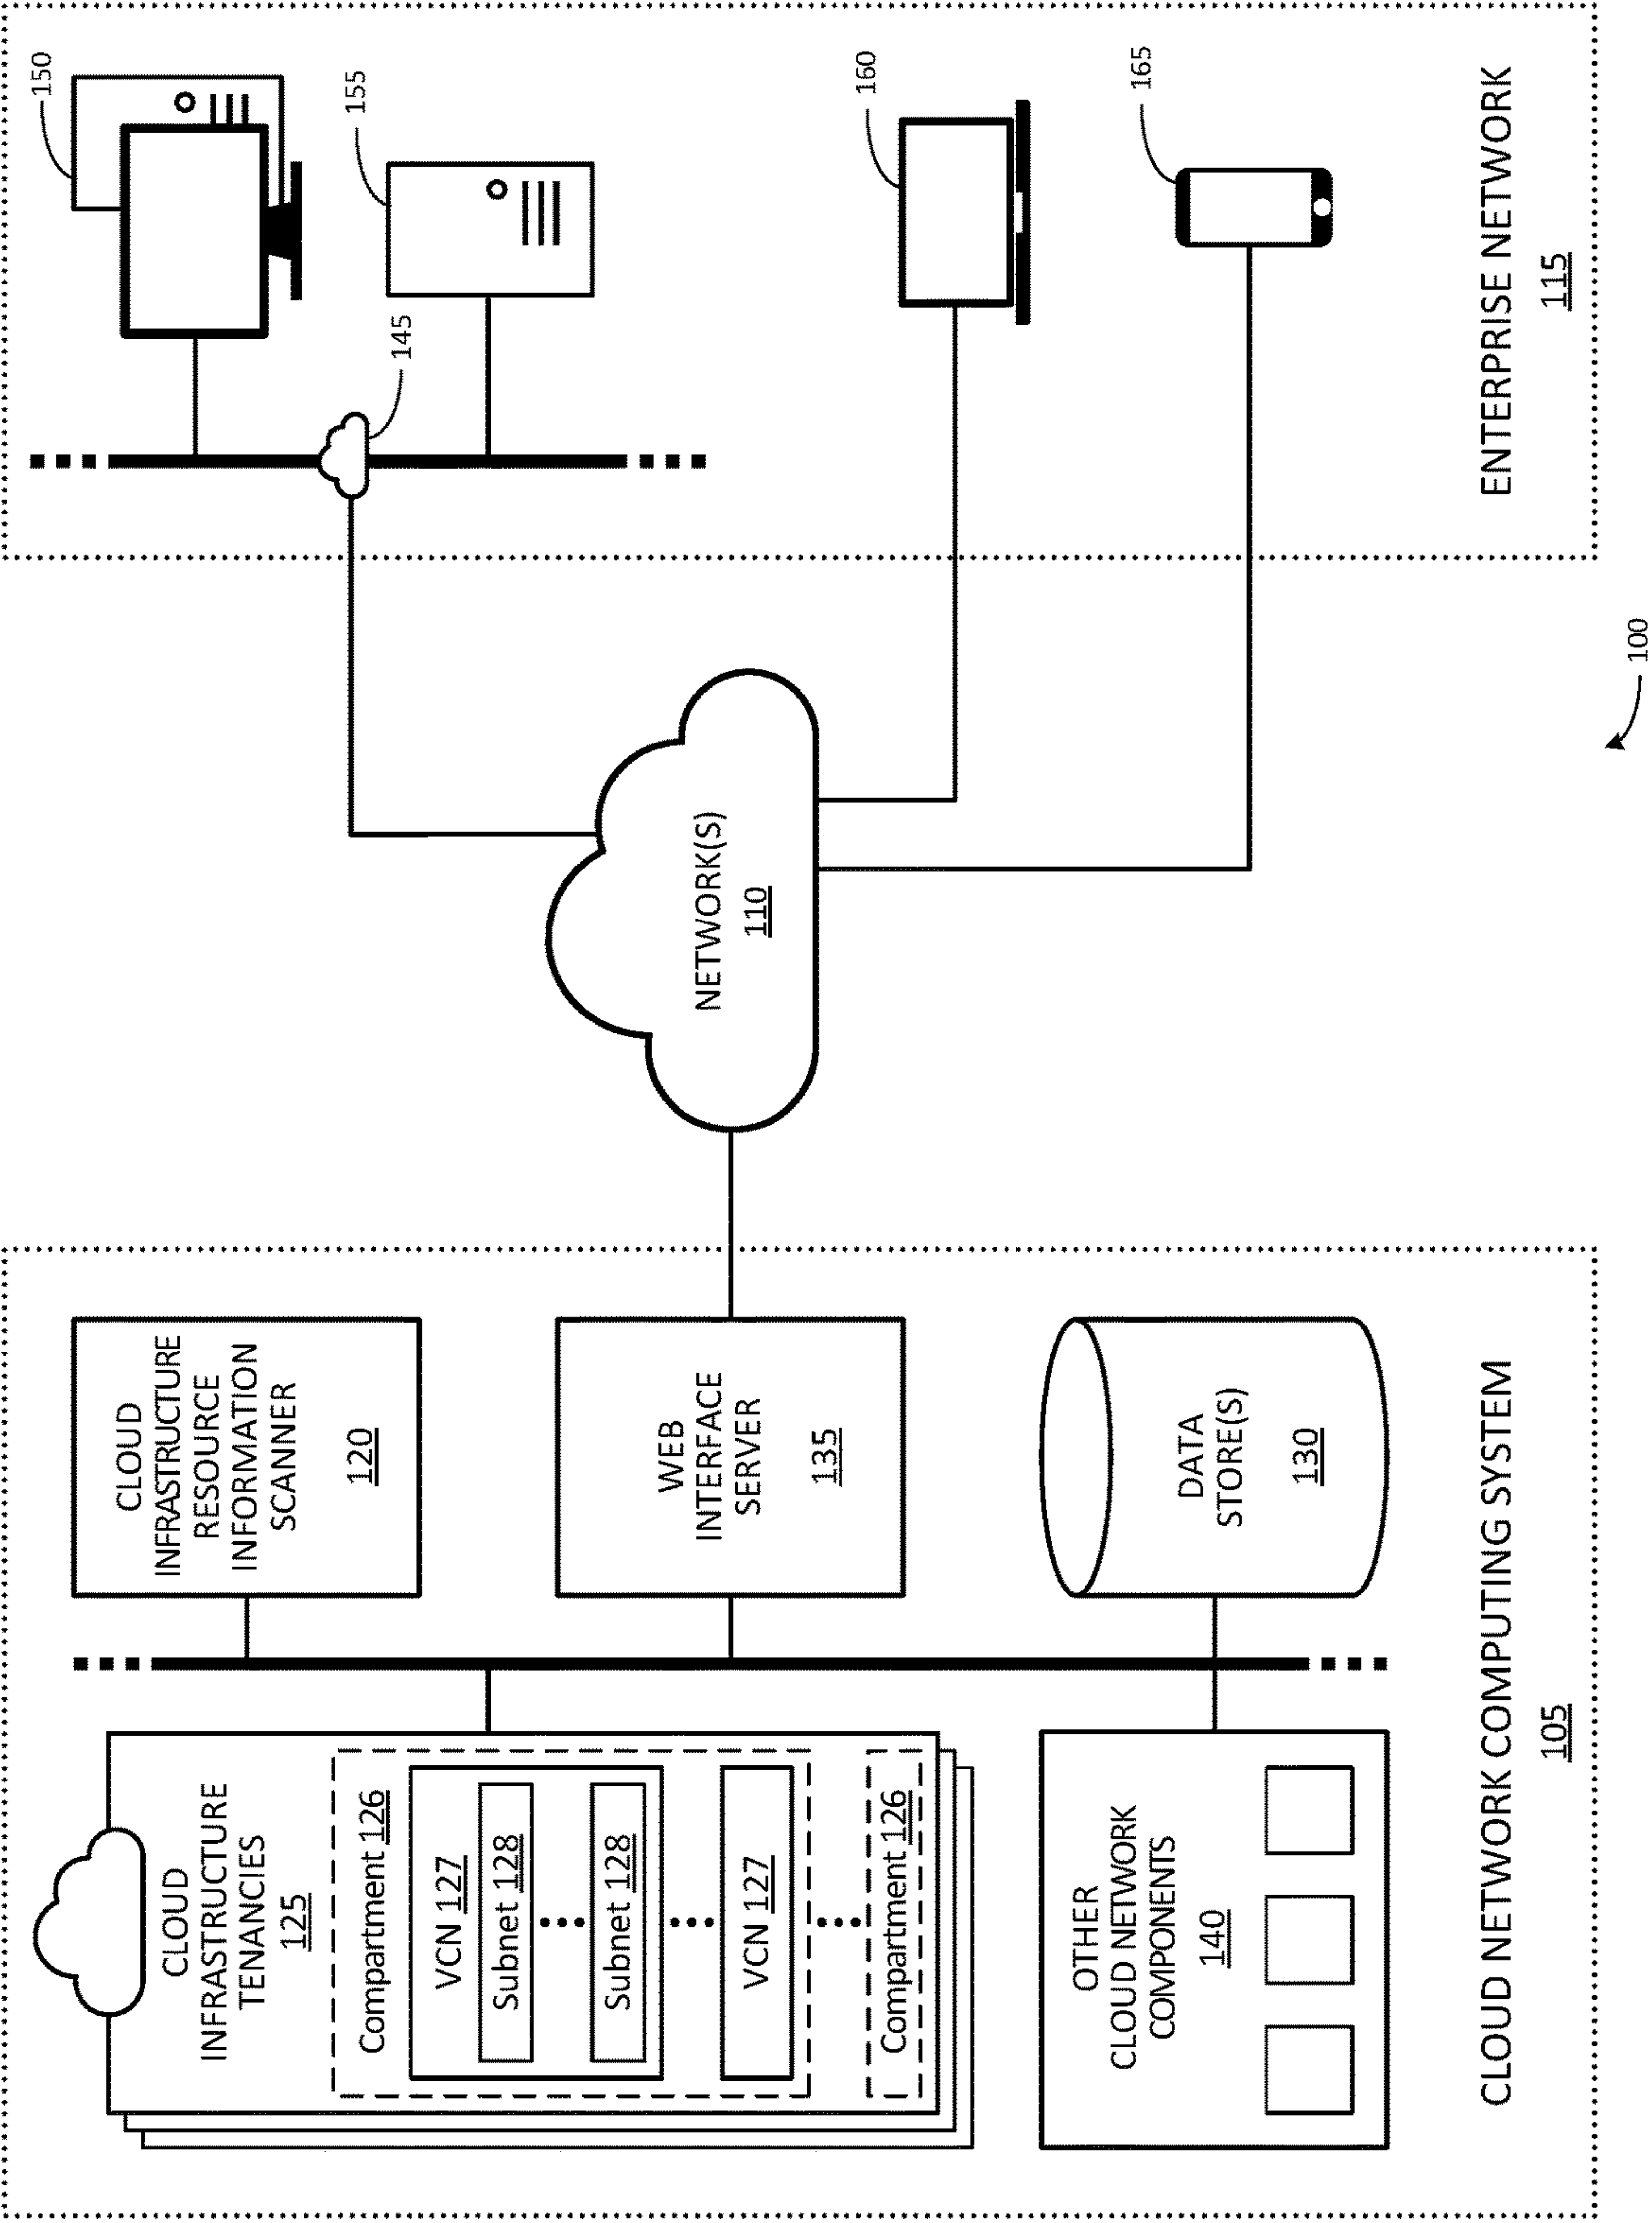 CLOUD
INFRASTRUCTURE
TENANCIES
125
Compartment 126
VCN 127
Subnet 128
Subnet 128
VCN 127
Compartment 126
OTHER
CLOUD NETWORK
COMPONENTS
140
CLOUD
INFRASTRUCTURE
RESOURCE
INFORMATION
SCANNER
120
WEB
INTERFACE
SERVER
135
DATA
STORE(S)
130
CLOUD NETWORK COMPUTING SYSTEM
105
NETWORK(S)
110
145
150
155
160
165
ENTERPRISE NETWORK
115
100